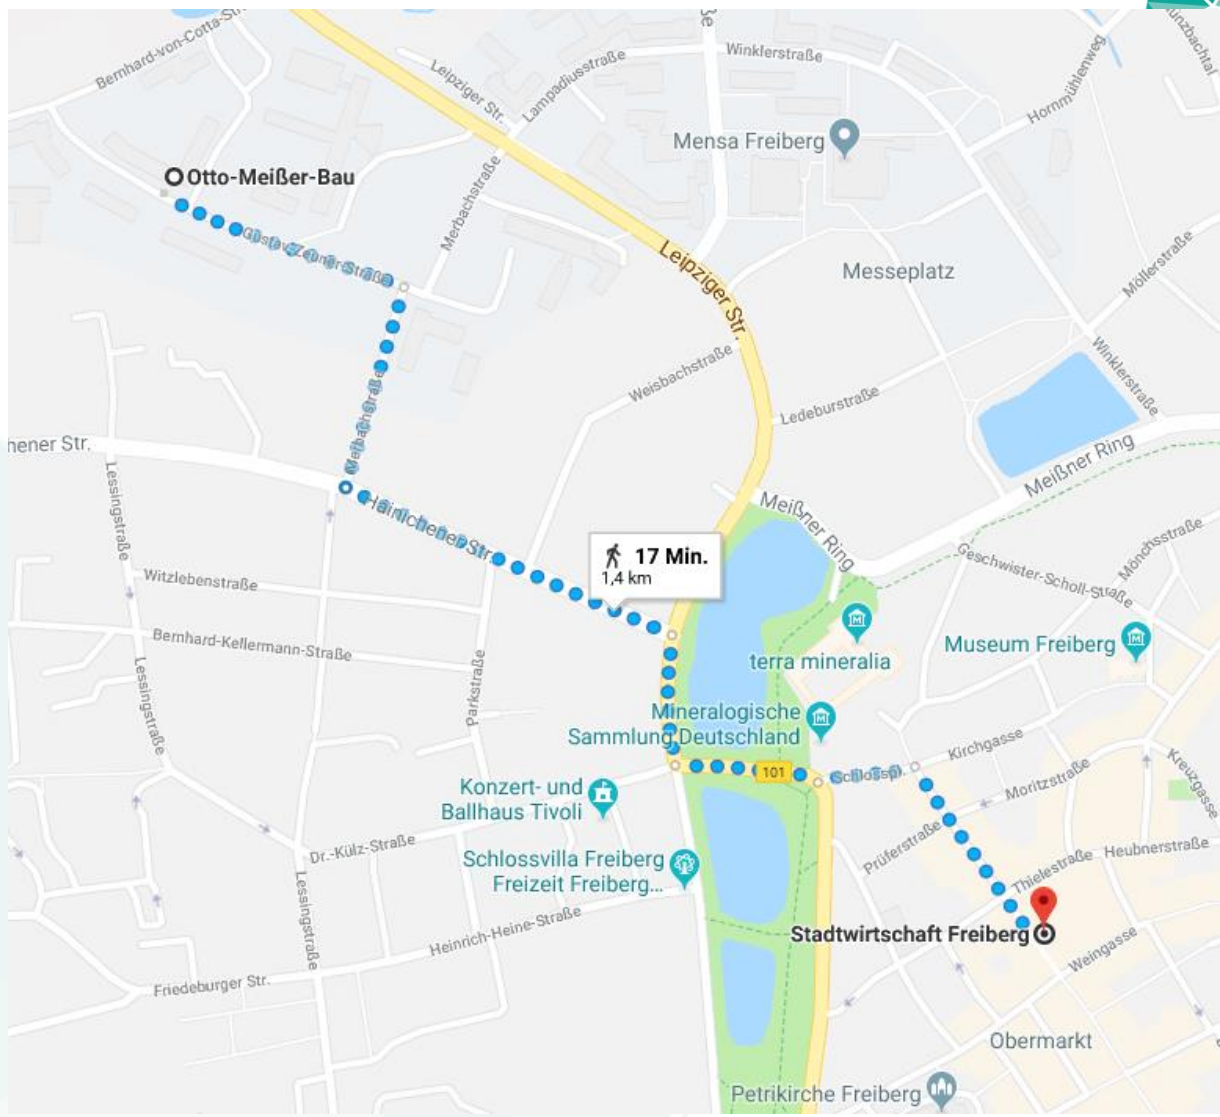 Bernhard-von-Cotta-Str
Leipziger Str.
Lampadiusstraße
ße
Winklerstraße
Hornmühlenweg
ünzbachtal
Mensa Freiberg
Otto-Meißer-Bau
Merbachstraße
Gustav-Zeuner-Straße
Leipziger Str.
Messeplatz
Möllerstraße
Winklerstraße
Weisbachstraße
Ledeburstraße
Merbachstraße
nener Str.
Lessingstraße
Meißner Ring
Meißner Ring
Hainichener Str.
17 Min.
1,4 km
Geschwister-Scholl-Straße
Mönchsstraße
Witzlebenstraße
Bernhard-Kellermann-Straße
Lessingstraße
Parkstraße
terra mineralia
Museum Freiberg
Mineralogische
Sammlung Deutschland
Kirchgasse
Schlosspl.
101
Moritzstraße
Kreuzgasse
Konzert- und
Ballhaus Tivoli
Prüferstraße
Dr.-Külz-Straße
Heubnerstraße
Thielestraße
Schlossvilla Freiberg
Freizeit Freiberg...
Lessingstraße
Heinrich-Heine-Straße
Stadtwirtschaft Freiberg
Weingasse
Friedeburger Str.
Obermarkt
Petrikirche Freiberg